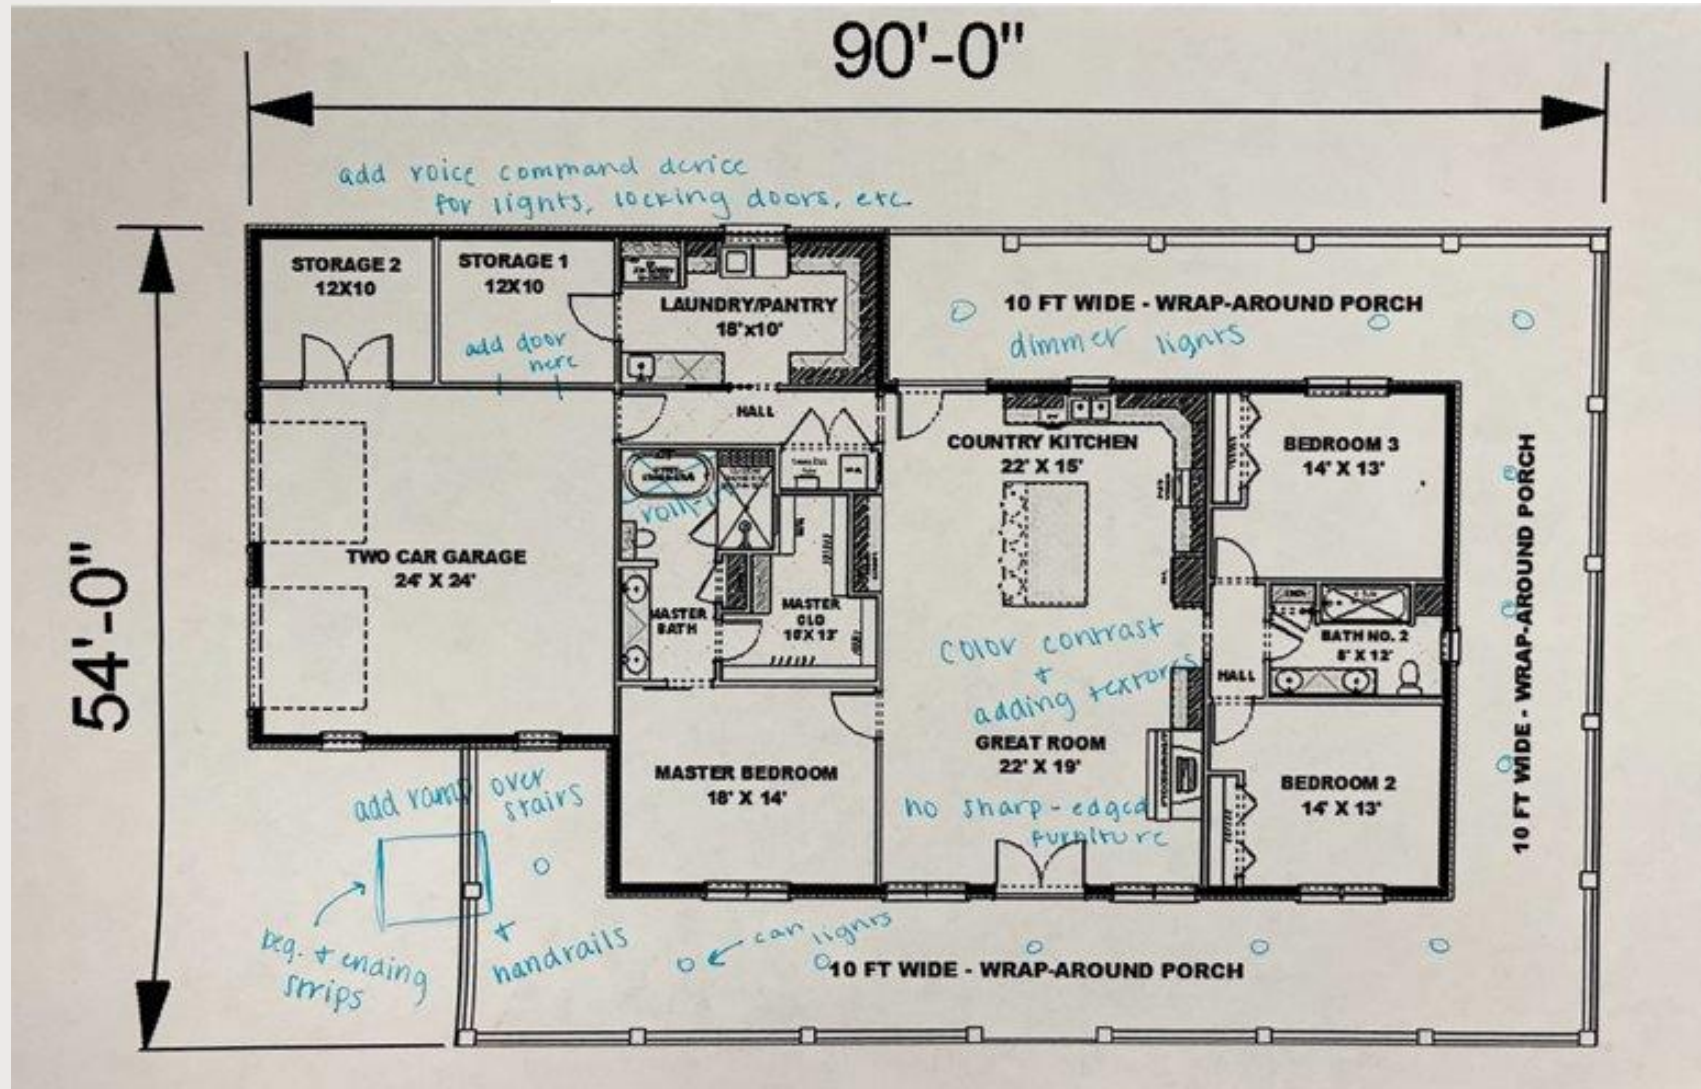 90'-0"
add voice command device
for lights, locking doors, etc.
STORAGE 2
12X10
STORAGE 1
12X10
LAUNDRY/PANTRY
18'x10'
10 FT WIDE - WRAP-AROUND PORCH
dimmer lights
add door
here
HALL
COUNTRY KITCHEN
22' X 15'
BEDROOM 3
14' X 13'
TWO CAR GARAGE
24' X 24'
MASTER
BATH
MASTER
CLO
10'X 13'
BATH NO. 2
8' X 12'
HALL
54'-0"
color contrast
+
adding textures
GREAT ROOM
22' X 19'
no sharp-edged
furniture
MASTER BEDROOM
18' X 14'
BEDROOM 2
14' X 13'
10 FT WIDE - WRAP-AROUND PORCH
add ramp over
stairs
beg. + ending
strips
+
handrails
can lights
10 FT WIDE - WRAP-AROUND PORCH